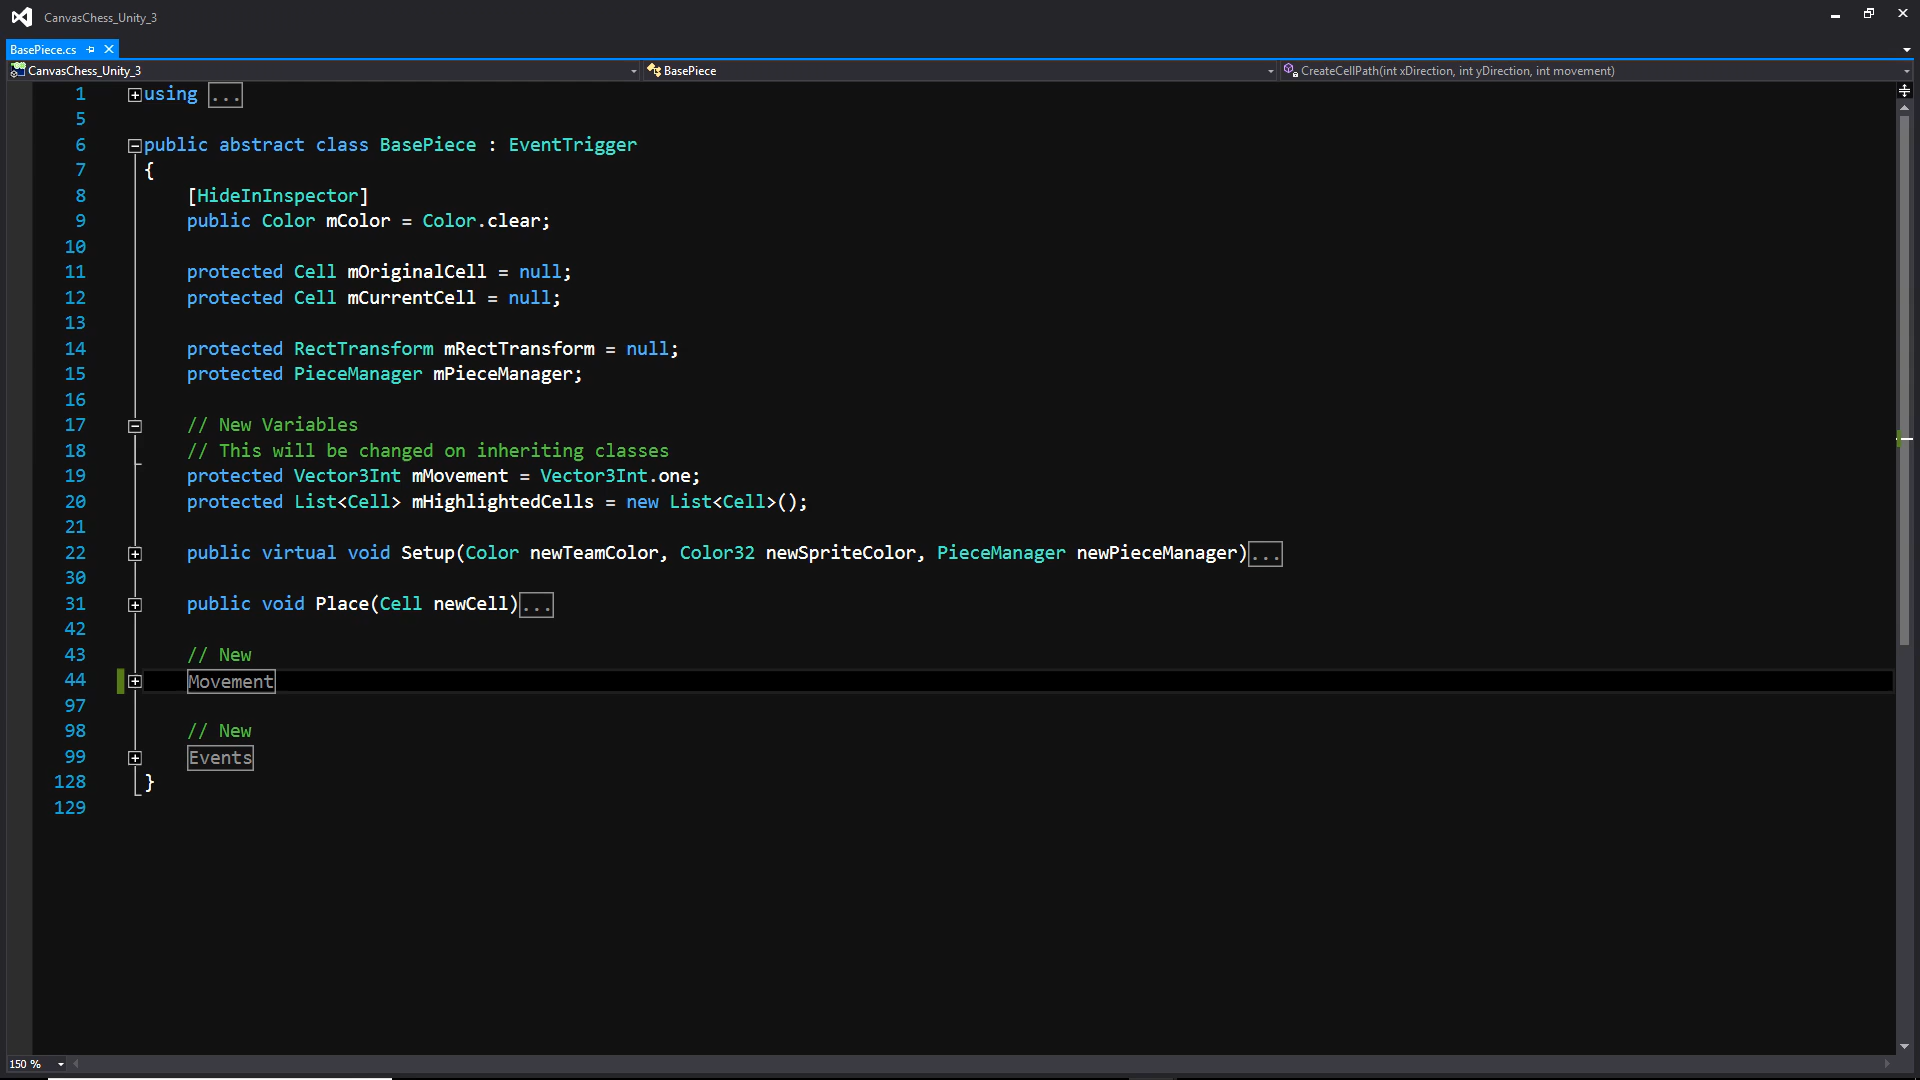 CanvasChess_Unity_3
BasePiece.cs
CanvasChess_Unity_3 BasePiece CreateCellPath(int xDirection, int yDirection, int movement)
1 using ...
5
6 public abstract class BasePiece : EventTrigger
7 {
8 [HideInInspector]
9 public Color mColor = Color.clear;
10
11 protected Cell mOriginalCell = null;
12 protected Cell mCurrentCell = null;
13
14 protected RectTransform mRectTransform = null;
15 protected PieceManager mPieceManager;
16
17 // New Variables
18 // This will be changed on inheriting classes
19 protected Vector3Int mMovement = Vector3Int.one;
20 protected List<Cell> mHighlightedCells = new List<Cell>();
21
22 public virtual void Setup(Color newTeamColor, Color32 newSpriteColor, PieceManager newPieceManager)...
30
31 public void Place(Cell newCell)...
42
43 // New
44 Movement
97
98 // New
99 Events
128 }
129
150 %